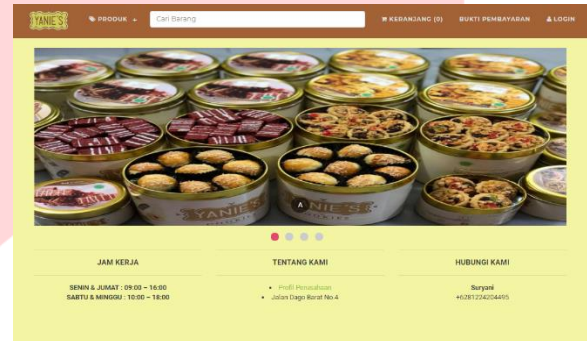 YANIE'S
PRODUK
Cari Barang
KERANJANG (0)
BUKTI PEMBAYARAN
LOGIN
YANIE'S
JAM KERJA
SENIN & JUMAT : 09:00 – 16:00
SABTU & MINGGU : 10:00 – 18:00
TENTANG KAMI
Profil Perusahaan
Jalan Dago Barat No.4
HUBUNGI KAMI
Suryani
+6281224204495